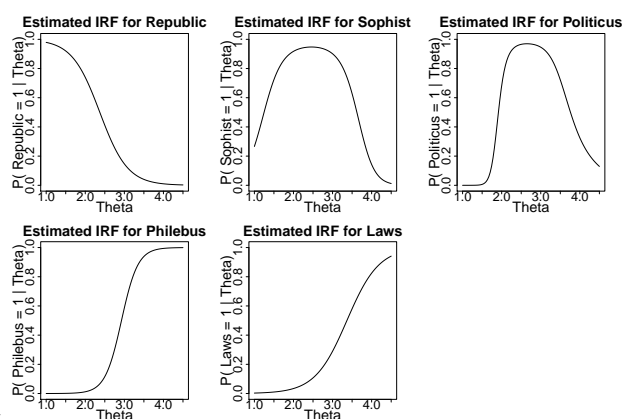 Estimated IRF for Republic
P( Republic = 1 | Theta)
0.0 0.2 0.4 0.6 0.8 1.0
1.0 2.0 3.0 4.0
Theta
Estimated IRF for Sophist
P( Sophist = 1 | Theta)
0.0 0.2 0.4 0.6 0.8 1.0
1.0 2.0 3.0 4.0
Theta
Estimated IRF for Politicus
P( Politicus = 1 | Theta)
0.0 0.2 0.4 0.6 0.8 1.0
1.0 2.0 3.0 4.0
Theta
Estimated IRF for Philebus
P( Philebus = 1 | Theta)
0.0 0.2 0.4 0.6 0.8 1.0
1.0 2.0 3.0 4.0
Theta
Estimated IRF for Laws
P( Laws = 1 | Theta)
0.0 0.2 0.4 0.6 0.8 1.0
1.0 2.0 3.0 4.0
Theta